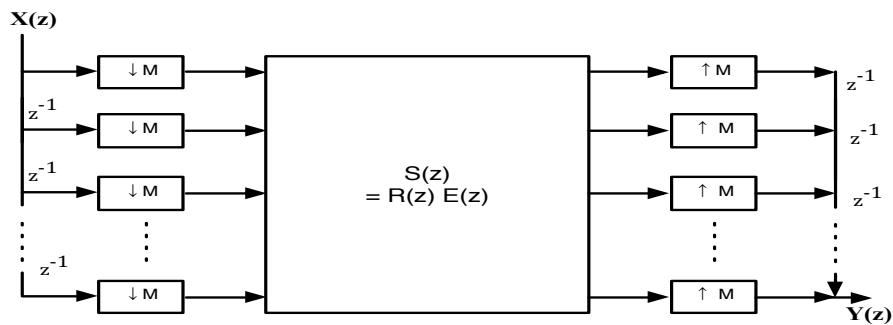 X(z)
↓ M
↑ M
z⁻¹
z⁻¹
↓ M
↑ M
z⁻¹
z⁻¹
↓ M
S(z)
= R(z) E(z)
↑ M
z⁻¹
z⁻¹
↓ M
↑ M
Y(z)